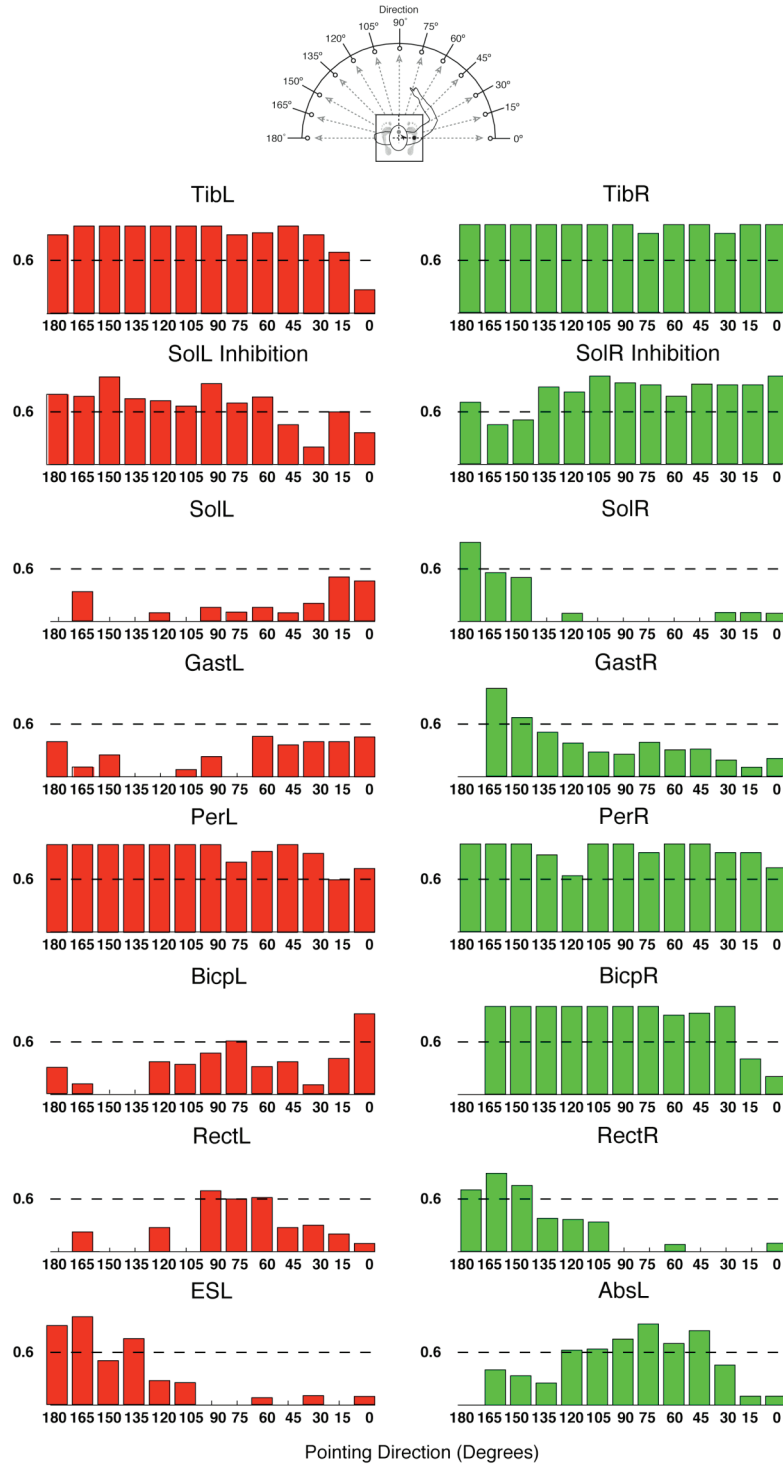 Direction
90°
105º
75º
120º
60º
135º
45º
150º
30º
165º
15º
180°
0º
TibL
TibR
0.6
0.6
180 165 150 135 120 105 90 75 60 45 30 15 0
180 165 150 135 120 105 90 75 60 45 30 15 0
SolL Inhibition
SolR Inhibition
0.6
0.6
180 165 150 135 120 105 90 75 60 45 30 15 0
180 165 150 135 120 105 90 75 60 45 30 15 0
SolL
SolR
0.6
0.6
180 165 150 135 120 105 90 75 60 45 30 15 0
180 165 150 135 120 105 90 75 60 45 30 15 0
GastL
GastR
0.6
0.6
180 165 150 135 120 105 90 75 60 45 30 15 0
180 165 150 135 120 105 90 75 60 45 30 15 0
PerL
PerR
0.6
0.6
180 165 150 135 120 105 90 75 60 45 30 15 0
180 165 150 135 120 105 90 75 60 45 30 15 0
BicpL
BicpR
0.6
0.6
180 165 150 135 120 105 90 75 60 45 30 15 0
180 165 150 135 120 105 90 75 60 45 30 15 0
RectL
RectR
0.6
0.6
180 165 150 135 120 105 90 75 60 45 30 15 0
180 165 150 135 120 105 90 75 60 45 30 15 0
ESL
AbsL
0.6
0.6
180 165 150 135 120 105 90 75 60 45 30 15 0
180 165 150 135 120 105 90 75 60 45 30 15 0
Pointing Direction (Degrees)